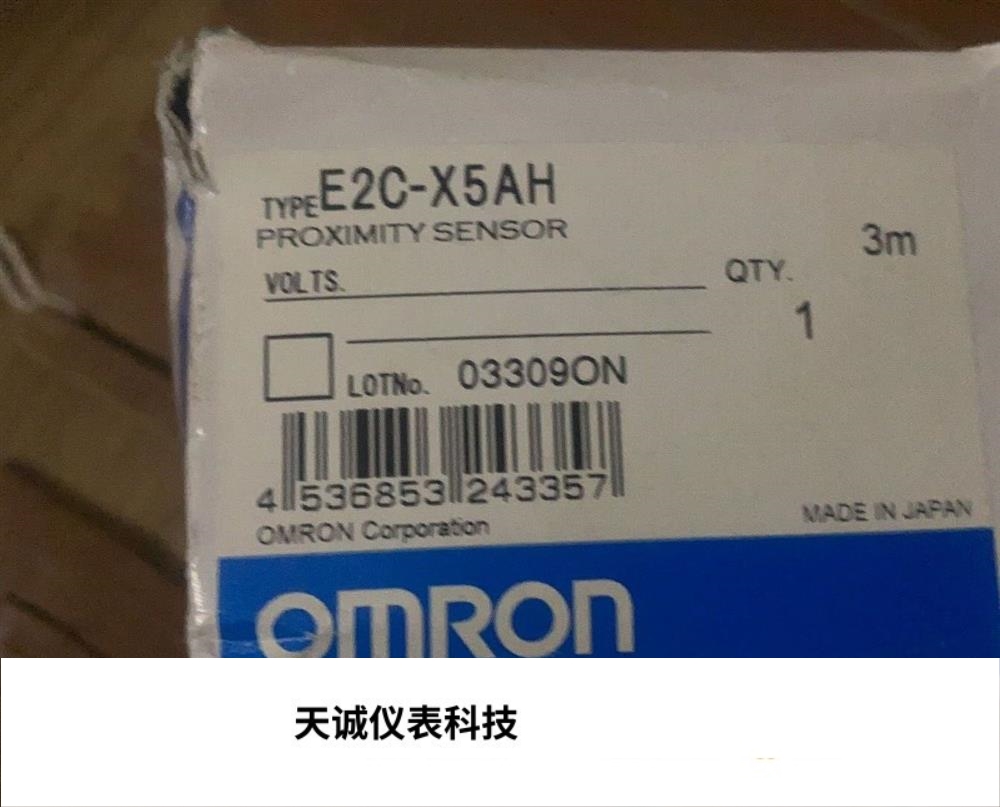 TYPE E2C-X5AH
PROXIMITY SENSOR
3m
VOLTS.
QTY.
1
LOTNo. 03309ON
4 536853 243357
OMRON Corporation
MADE IN JAPAN
OMRON
天诚仪表科技